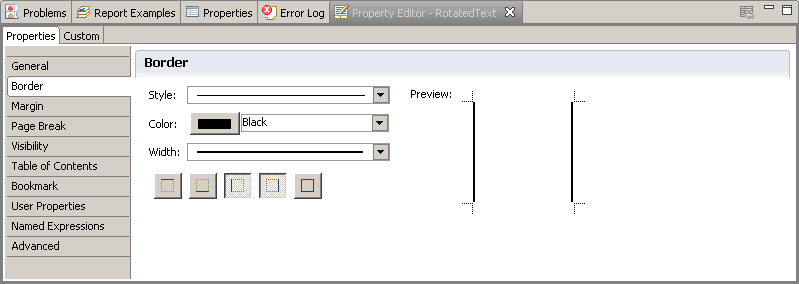 Problems Report Examples Properties Error Log Property Editor - RotatedText
Properties Custom
General
Border
Margin
Page Break
Visibility
Table of Contents
Bookmark
User Properties
Named Expressions
Advanced
Border
Style:
Preview:
Color: Black
Width: